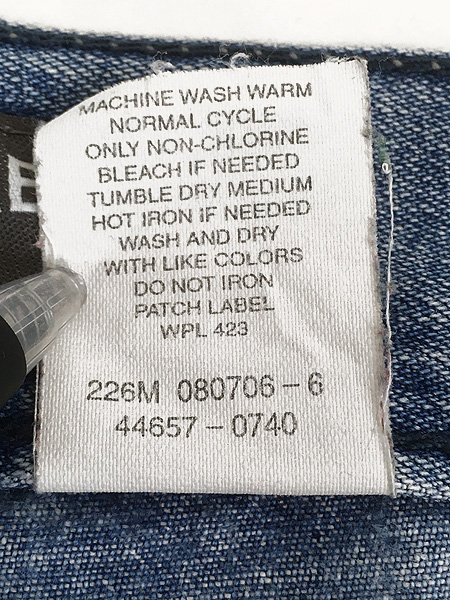 MACHINE WASH WARM
NORMAL CYCLE
ONLY NON-CHLORINE
BLEACH IF NEEDED
TUMBLE DRY MEDIUM
HOT IRON IF NEEDED
WASH AND DRY
WITH LIKE COLORS
DO NOT IRON
PATCH LABEL
WPL 423
226M 080706-6
44657-0740